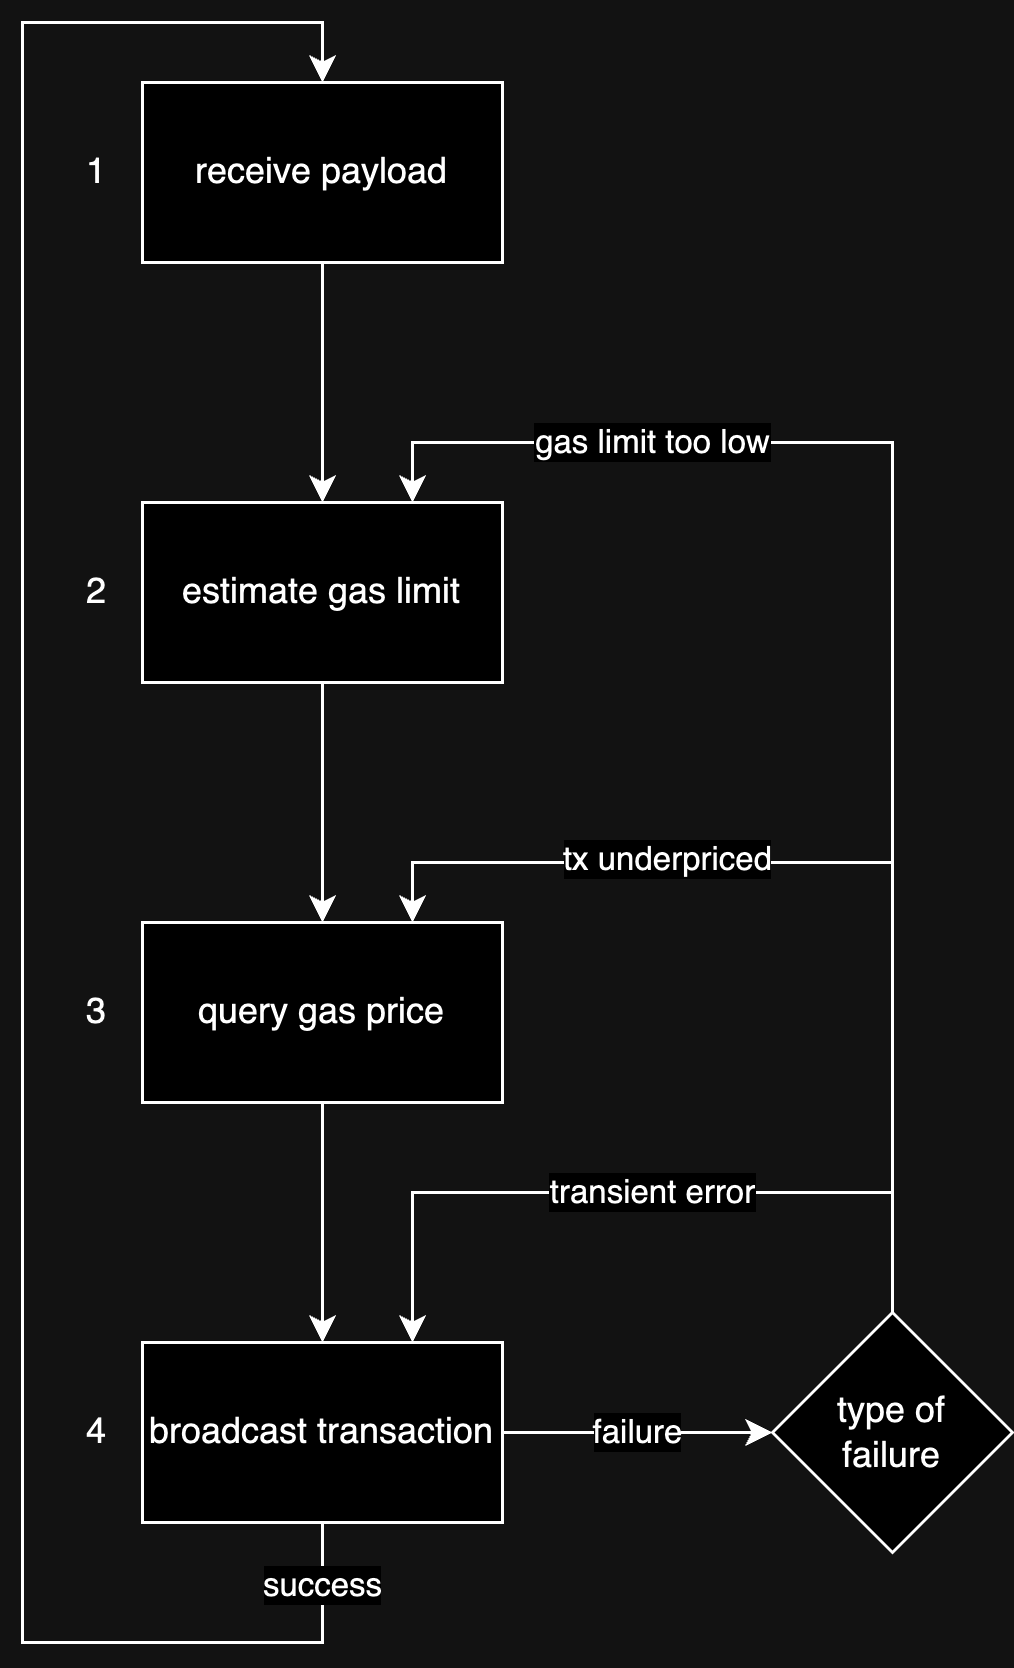 1
receive payload
gas limit too low
2
estimate gas limit
tx underpriced
3
query gas price
transient error
4
broadcast transaction
failure
type of
failure
success